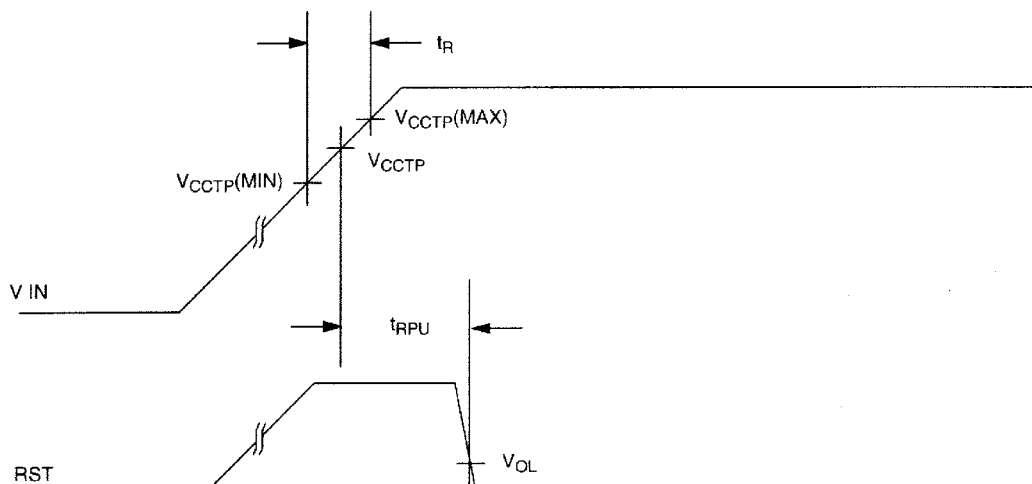 tR
VCCTP(MAX)
VCCTP
VCCTP(MIN)
V IN
tRPU
VOL
RST